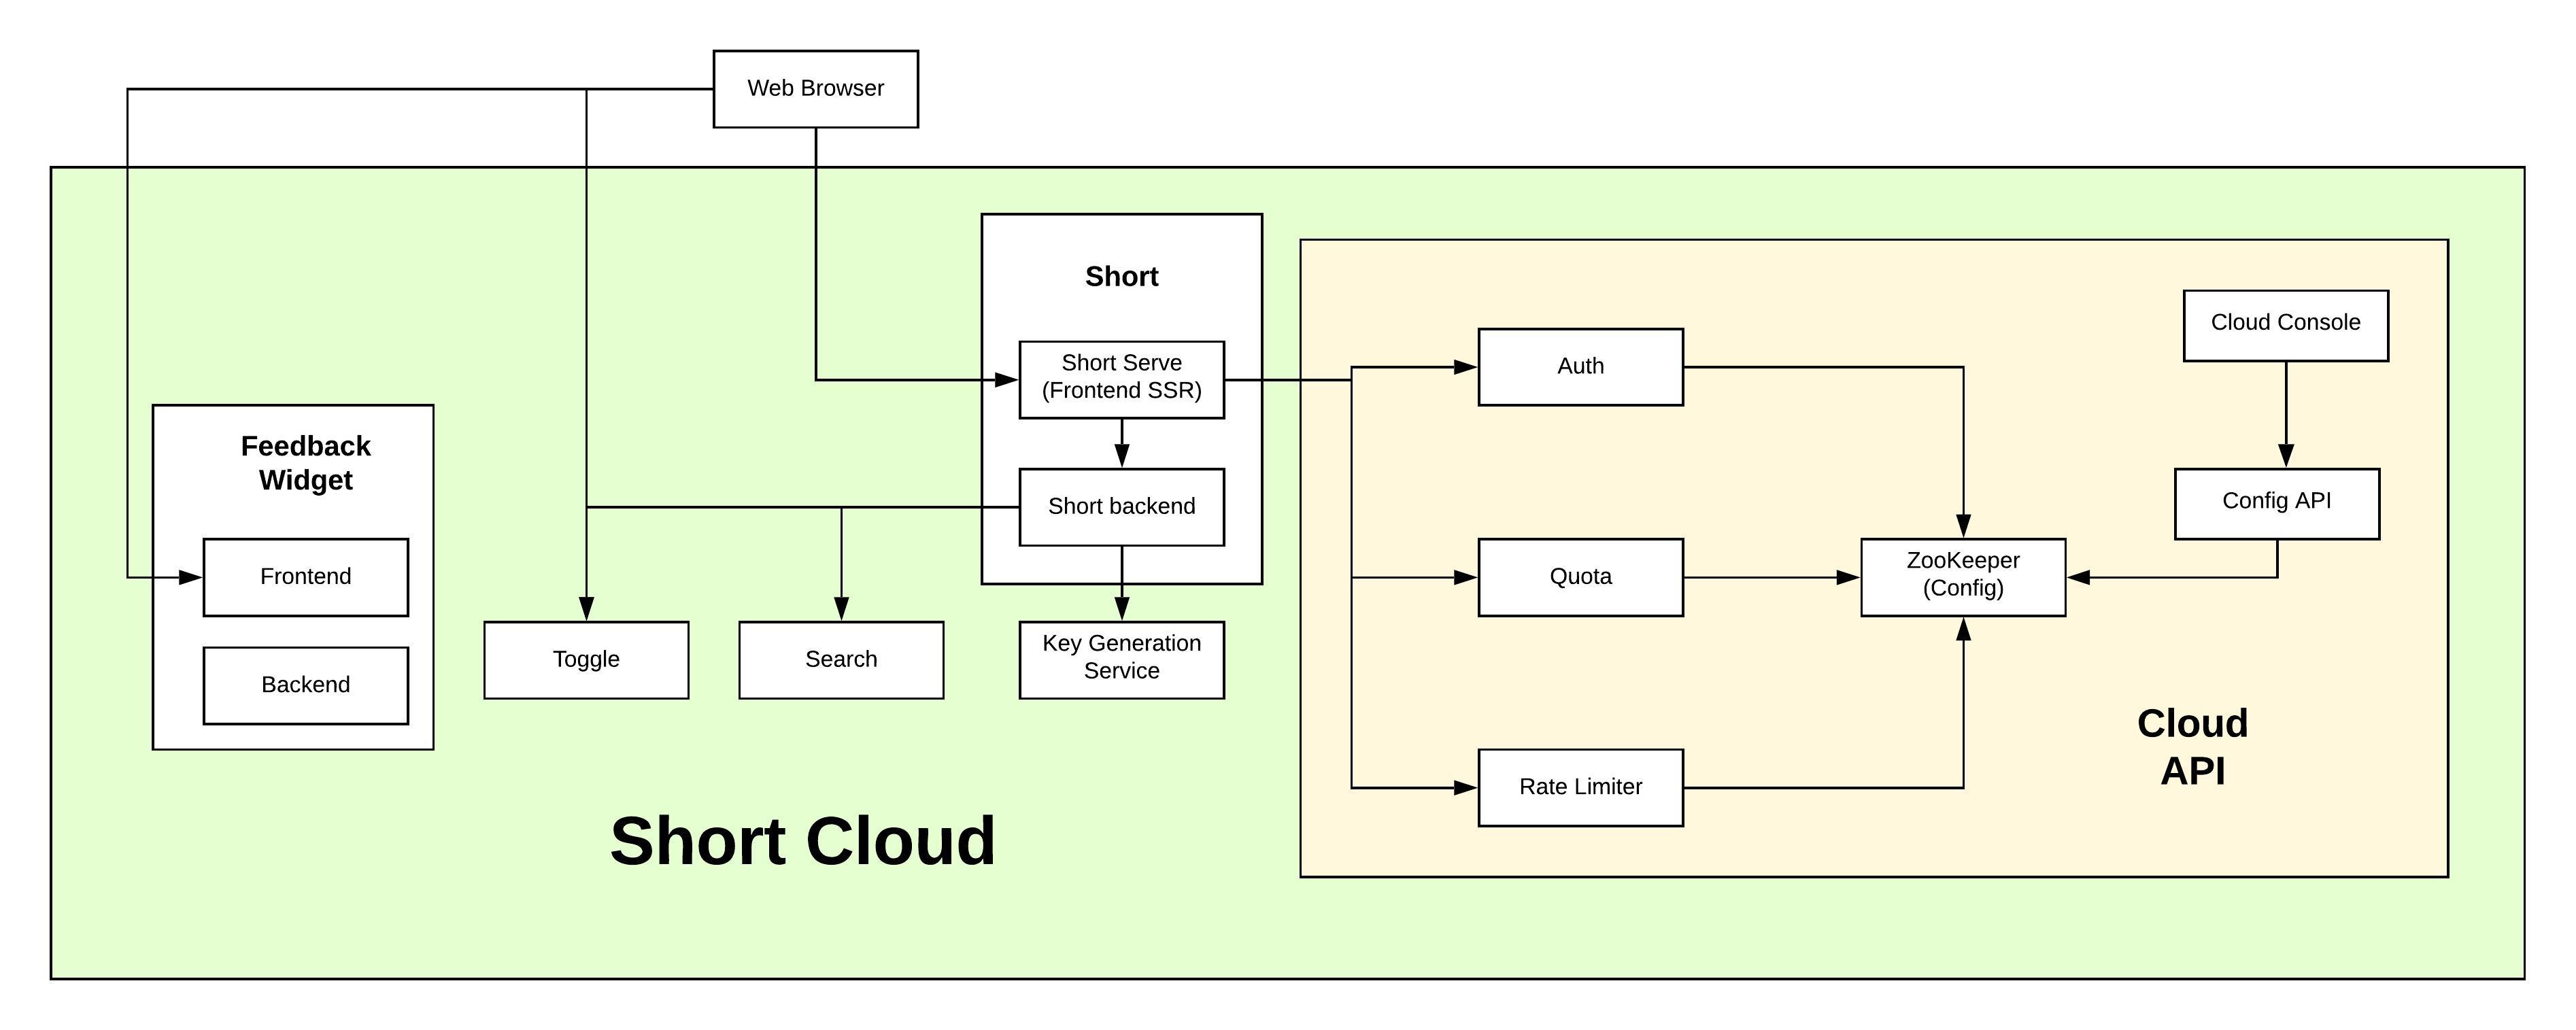 Web Browser
Short
Cloud Console
Short Serve
(Frontend SSR)
Auth
Feedback
Widget
Short backend
Config API
Frontend
Quota
ZooKeeper
(Config)
Toggle
Search
Key Generation
Service
Backend
Cloud
API
Rate Limiter
Short Cloud